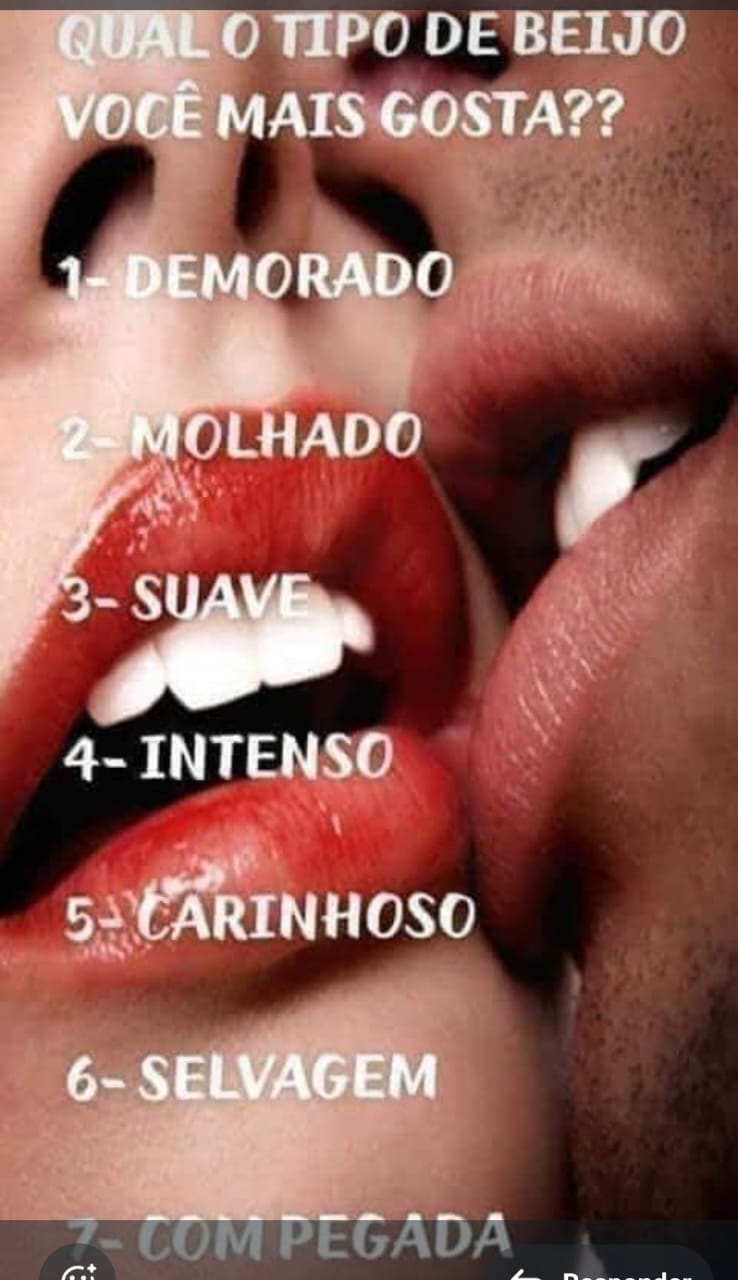 QUAL O TIPO DE BEIJO
VOCÊ MAIS GOSTA??
1- DEMORADO
2- MOLHADO
3- SUAVE
4- INTENSO
5- CARINHOSO
6- SELVAGEM
7- COM PEGADA
Responder